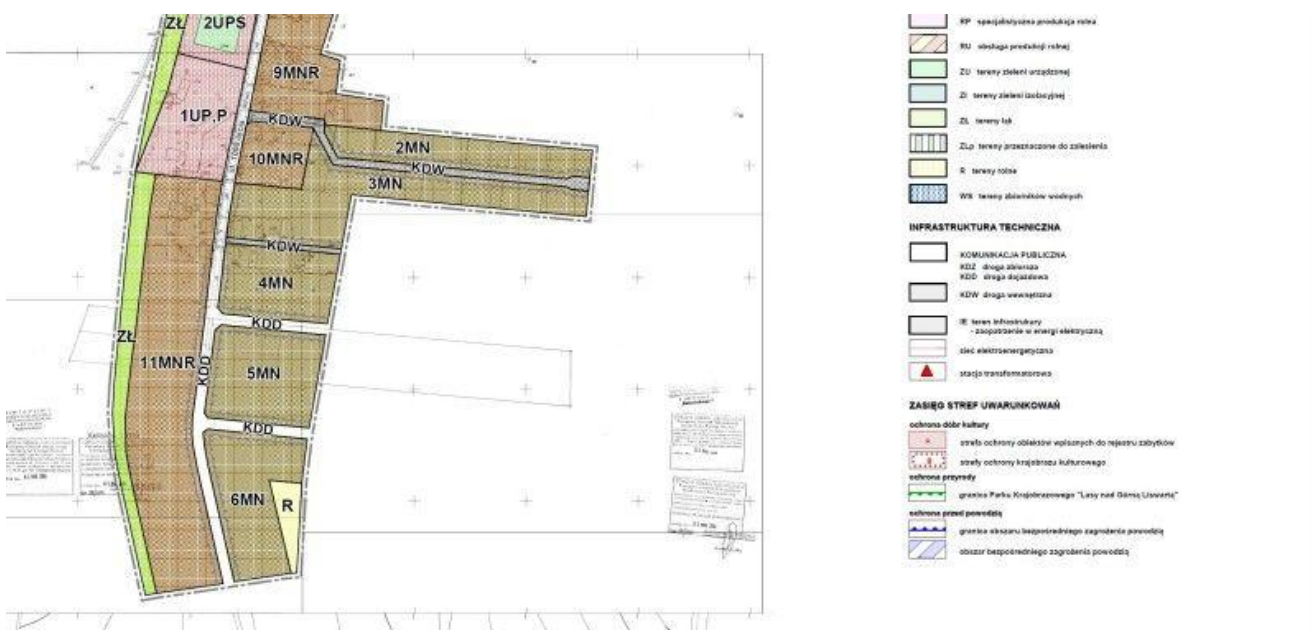 ZŁ
2UPS
9MNR
1UP.P
KDW
2MN
10MNR
KDW
3MN
KDW
4MN
KDD
ZŁ
11MNR
KDD
5MN
KDD
6MN
R
RP specjalistyczna produkcja rolna
RU obsługa produkcji rolnej
ZU tereny zieleni urządzonej
ZI tereny zieleni izolacyjnej
ZŁ tereny łąk
ZLp tereny przeznaczone do zalesienia
R tereny rolne
WS tereny zbiorników wodnych
INFRASTRUKTURA TECHNICZNA
KOMUNIKACJA PUBLICZNA
KDZ droga zbiorcza
KDD droga dojazdowa
KDW droga wewnętrzna
IE teren infrastruktury
- zaopatrzenie w energii elektryczną
sieć elektroenergetyczna
stacja transformatorowa
ZASIĘG STREF UWARUNKOWAŃ
ochrona dóbr kultury
A strefa ochrony obiektów wpisanych do rejestru zabytków
strefy ochrony krajobrazu kulturowego
ochrona przyrody
granica Parku Krajobrazowego "Lasy nad Górną Liswartą"
ochrona przed powodzią
granica obszaru bezpośredniego zagrożenia powodzią
obszar bezpośredniego zagrożenia powodzią